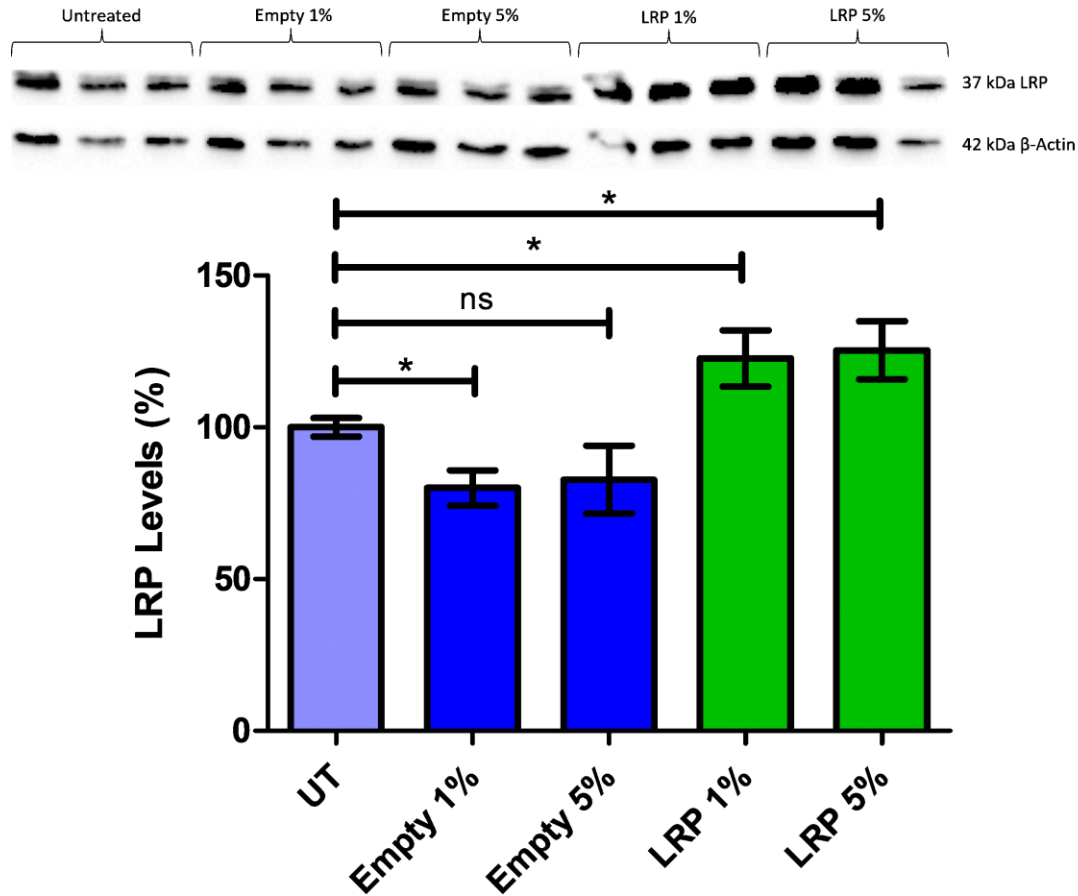 Untreated Empty 1% Empty 5% LRP 1% LRP 5%
37 kDa LRP
42 kDa β-Actin
*
*
ns
*
150
100
50
0
LRP Levels (%)
UT Empty 1% Empty 5% LRP 1% LRP 5%